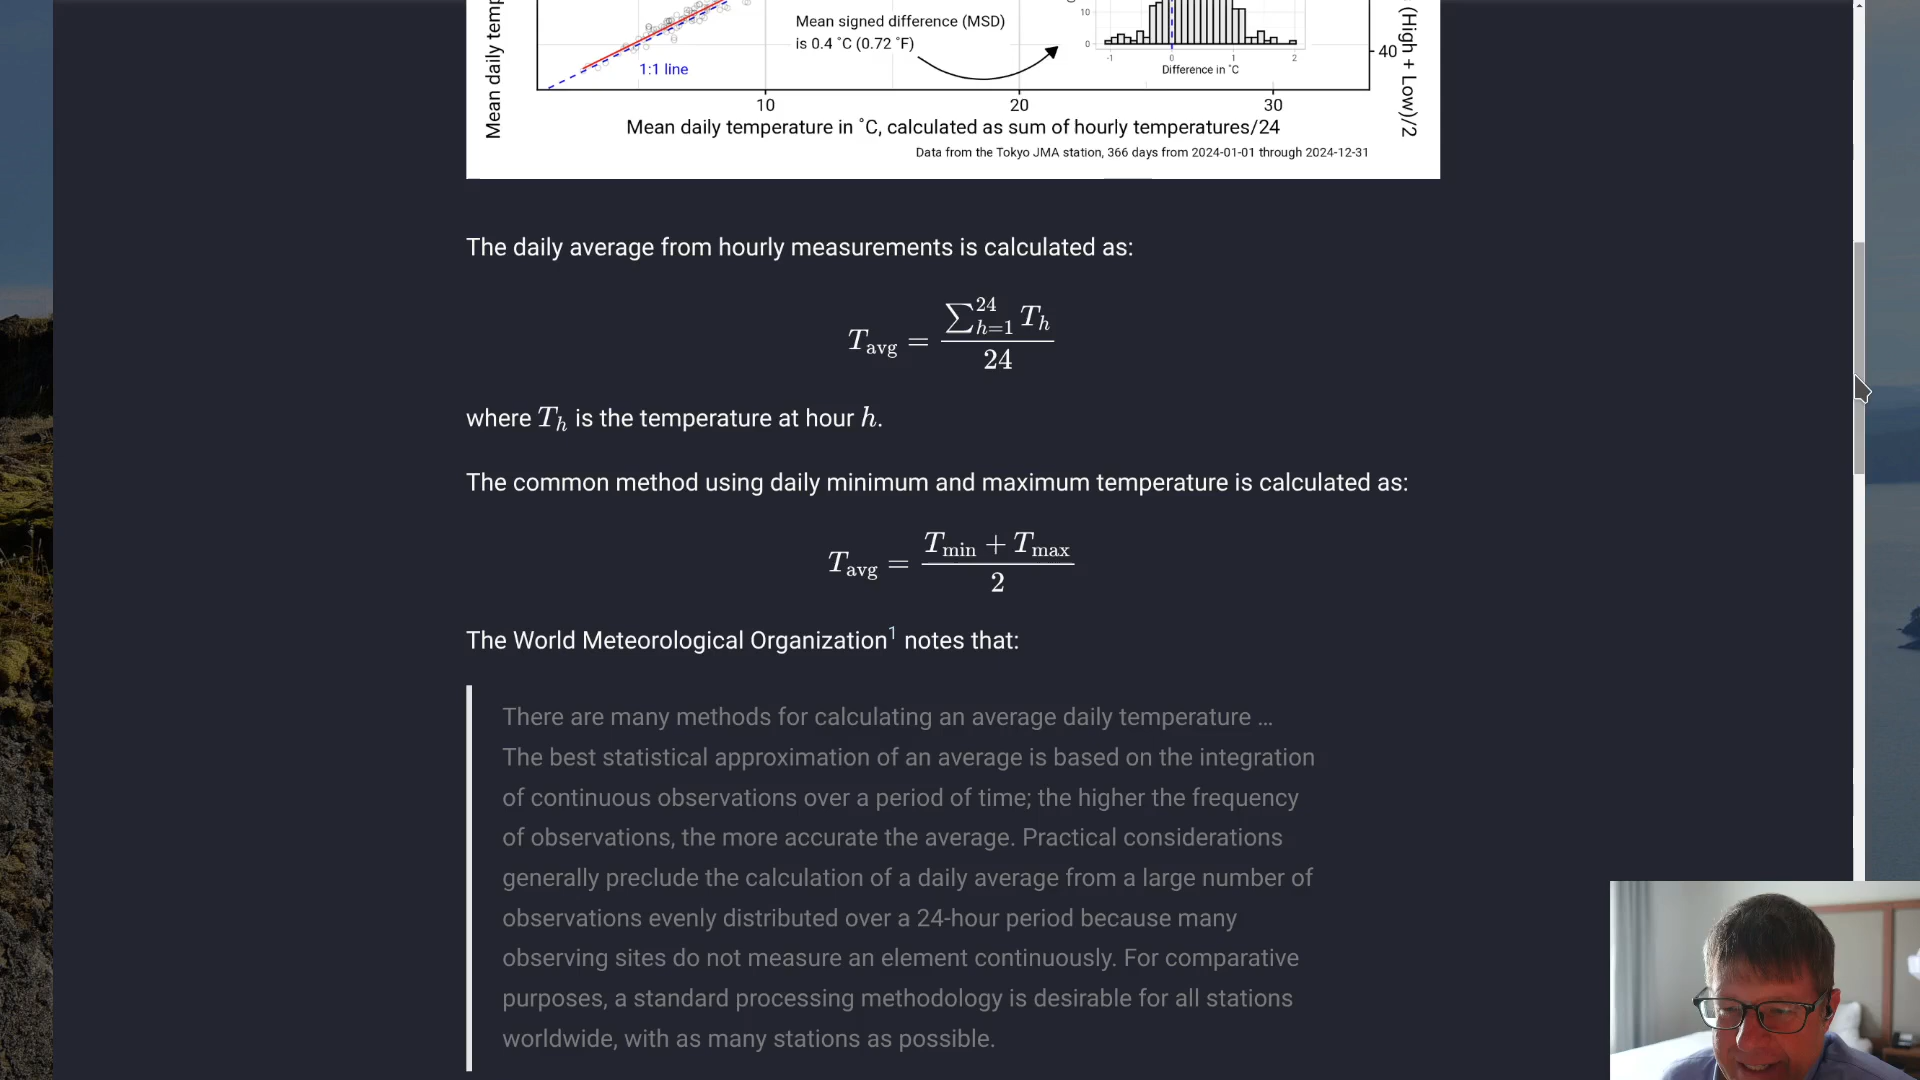 Mean daily temp
Mean signed difference (MSD)
is 0.4 ˚C (0.72 ˚F)
1:1 line
10
0
-1 0 1 2
Difference in ˚C
40
(High + Low)/2
10 20 30
Mean daily temperature in ˚C, calculated as sum of hourly temperatures/24
Data from the Tokyo JMA station, 366 days from 2024-01-01 through 2024-12-31
The daily average from hourly measurements is calculated as:
T_avg = ∑_{h=1}^{24} T_h / 24
where T_h is the temperature at hour h.
The common method using daily minimum and maximum temperature is calculated as:
T_avg = (T_min + T_max) / 2
The World Meteorological Organization¹ notes that:
There are many methods for calculating an average daily temperature …
The best statistical approximation of an average is based on the integration
of continuous observations over a period of time; the higher the frequency
of observations, the more accurate the average. Practical considerations
generally preclude the calculation of a daily average from a large number of
observations evenly distributed over a 24-hour period because many
observing sites do not measure an element continuously. For comparative
purposes, a standard processing methodology is desirable for all stations
worldwide, with as many stations as possible.